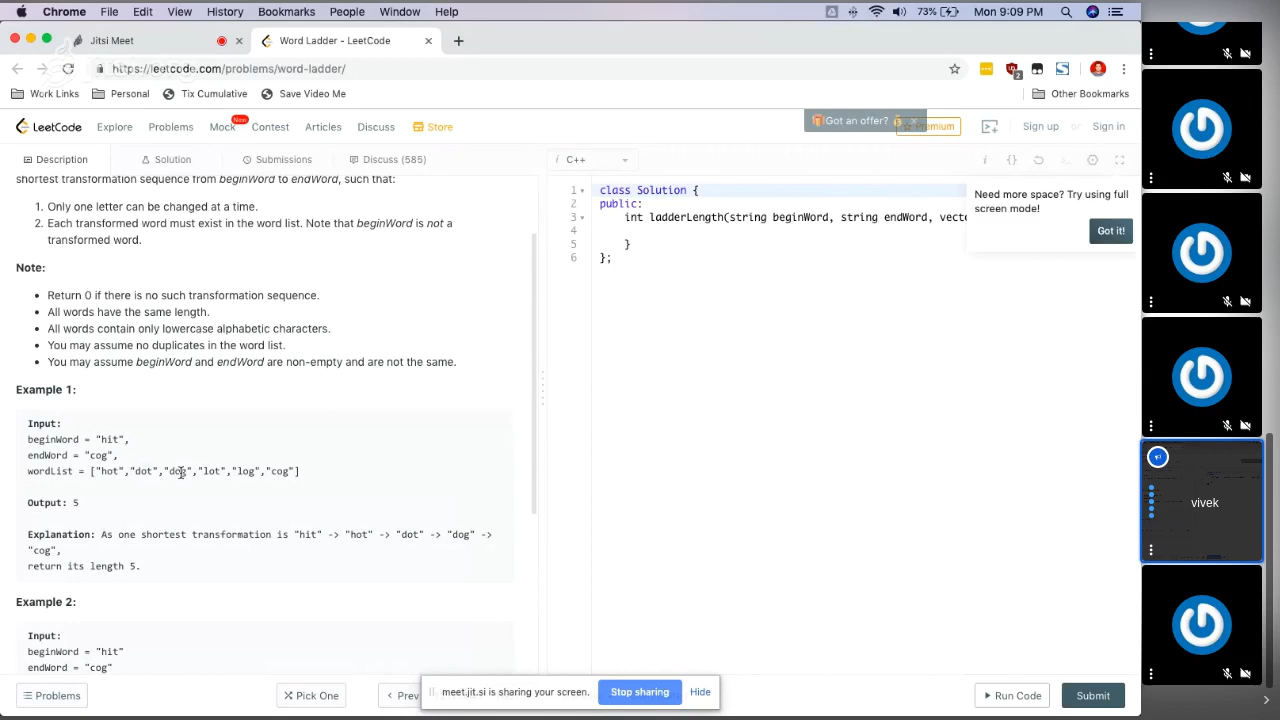 Chrome File Edit View History Bookmarks People Window Help 73% Mon 9:09 PM
Jitsi Meet × Word Ladder - LeetCode × +
https://leetcode.com/problems/word-ladder/ 2
Work Links Personal Tix Cumulative Save Video Me Other Bookmarks
LeetCode Explore Problems Mock New Contest Articles Discuss Store Got an offer? × Premium Sign up or Sign in
Description Solution Submissions Discuss (585) C++
shortest transformation sequence from beginWord to endWord, such that:
1. Only one letter can be changed at a time.
2. Each transformed word must exist in the word list. Note that beginWord is not a
transformed word.
Note:
• Return 0 if there is no such transformation sequence.
• All words have the same length.
• All words contain only lowercase alphabetic characters.
• You may assume no duplicates in the word list.
• You may assume beginWord and endWord are non-empty and are not the same.
Example 1:
Input:
beginWord = "hit",
endWord = "cog",
wordList = ["hot","dot","dog","lot","log","cog"]
Output: 5
Explanation: As one shortest transformation is "hit" -> "hot" -> "dot" -> "dog" ->
"cog",
return its length 5.
Example 2:
Input:
beginWord = "hit"
endWord = "cog"
1 class Solution {
2 public:
3 int ladderLength(string beginWord, string endWord, vecto
4
5 }
6 };
Need more space? Try using full
screen mode!
Got it!
vivek
Problems Pick One < Prev meet.jit.si is sharing your screen. Stop sharing Hide Run Code Submit